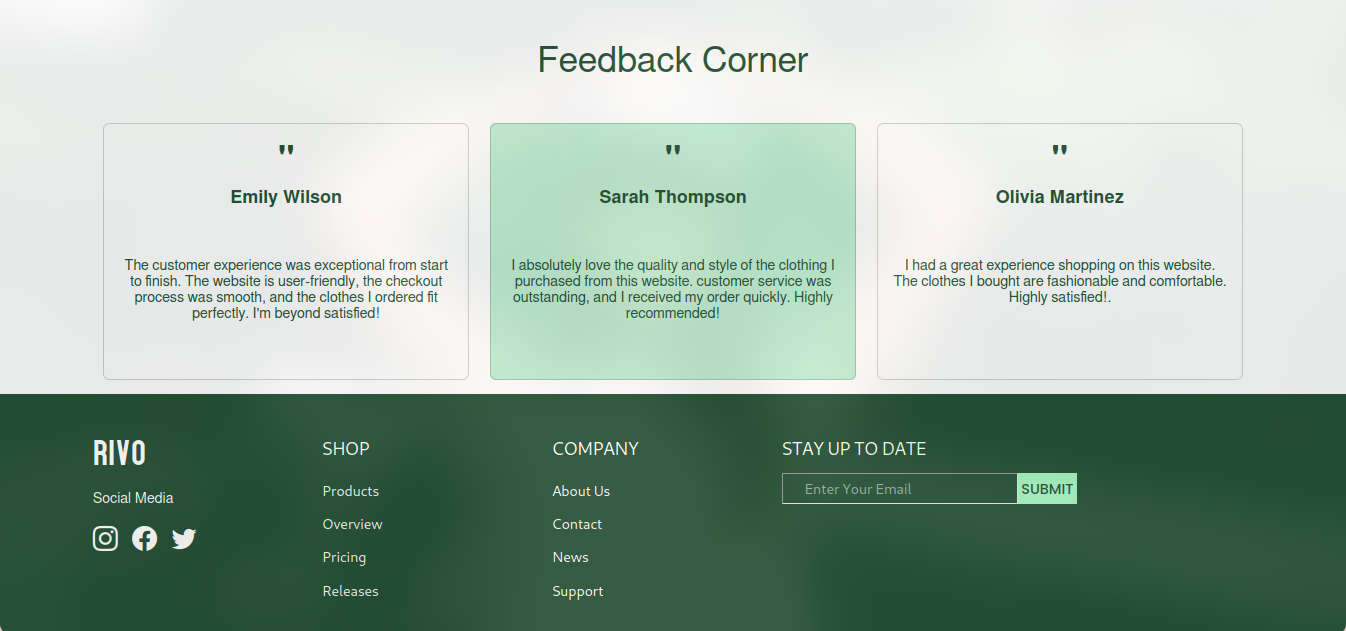 Feedback Corner
"
Emily Wilson
The customer experience was exceptional from start
to finish. The website is user-friendly, the checkout
process was smooth, and the clothes I ordered fit
perfectly. I'm beyond satisfied!
"
Sarah Thompson
I absolutely love the quality and style of the clothing I
purchased from this website. customer service was
outstanding, and I received my order quickly. Highly
recommended!
"
Olivia Martinez
I had a great experience shopping on this website.
The clothes I bought are fashionable and comfortable.
Highly satisfied!.
RIVO
Social Media
SHOP
Products
Overview
Pricing
Releases
COMPANY
About Us
Contact
News
Support
STAY UP TO DATE
Enter Your Email
SUBMIT